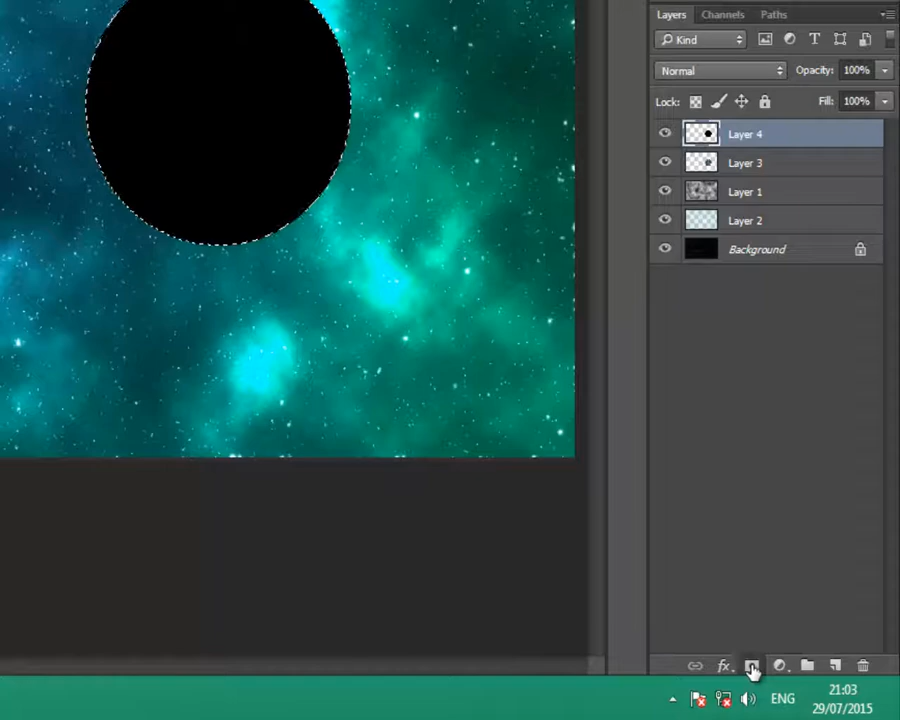 Layers Channels Paths
Kind
Normal Opacity: 100%
Lock: Fill: 100%
Layer 4
Layer 3
Layer 1
Layer 2
Background
fx
ENG 21:03
29/07/2015